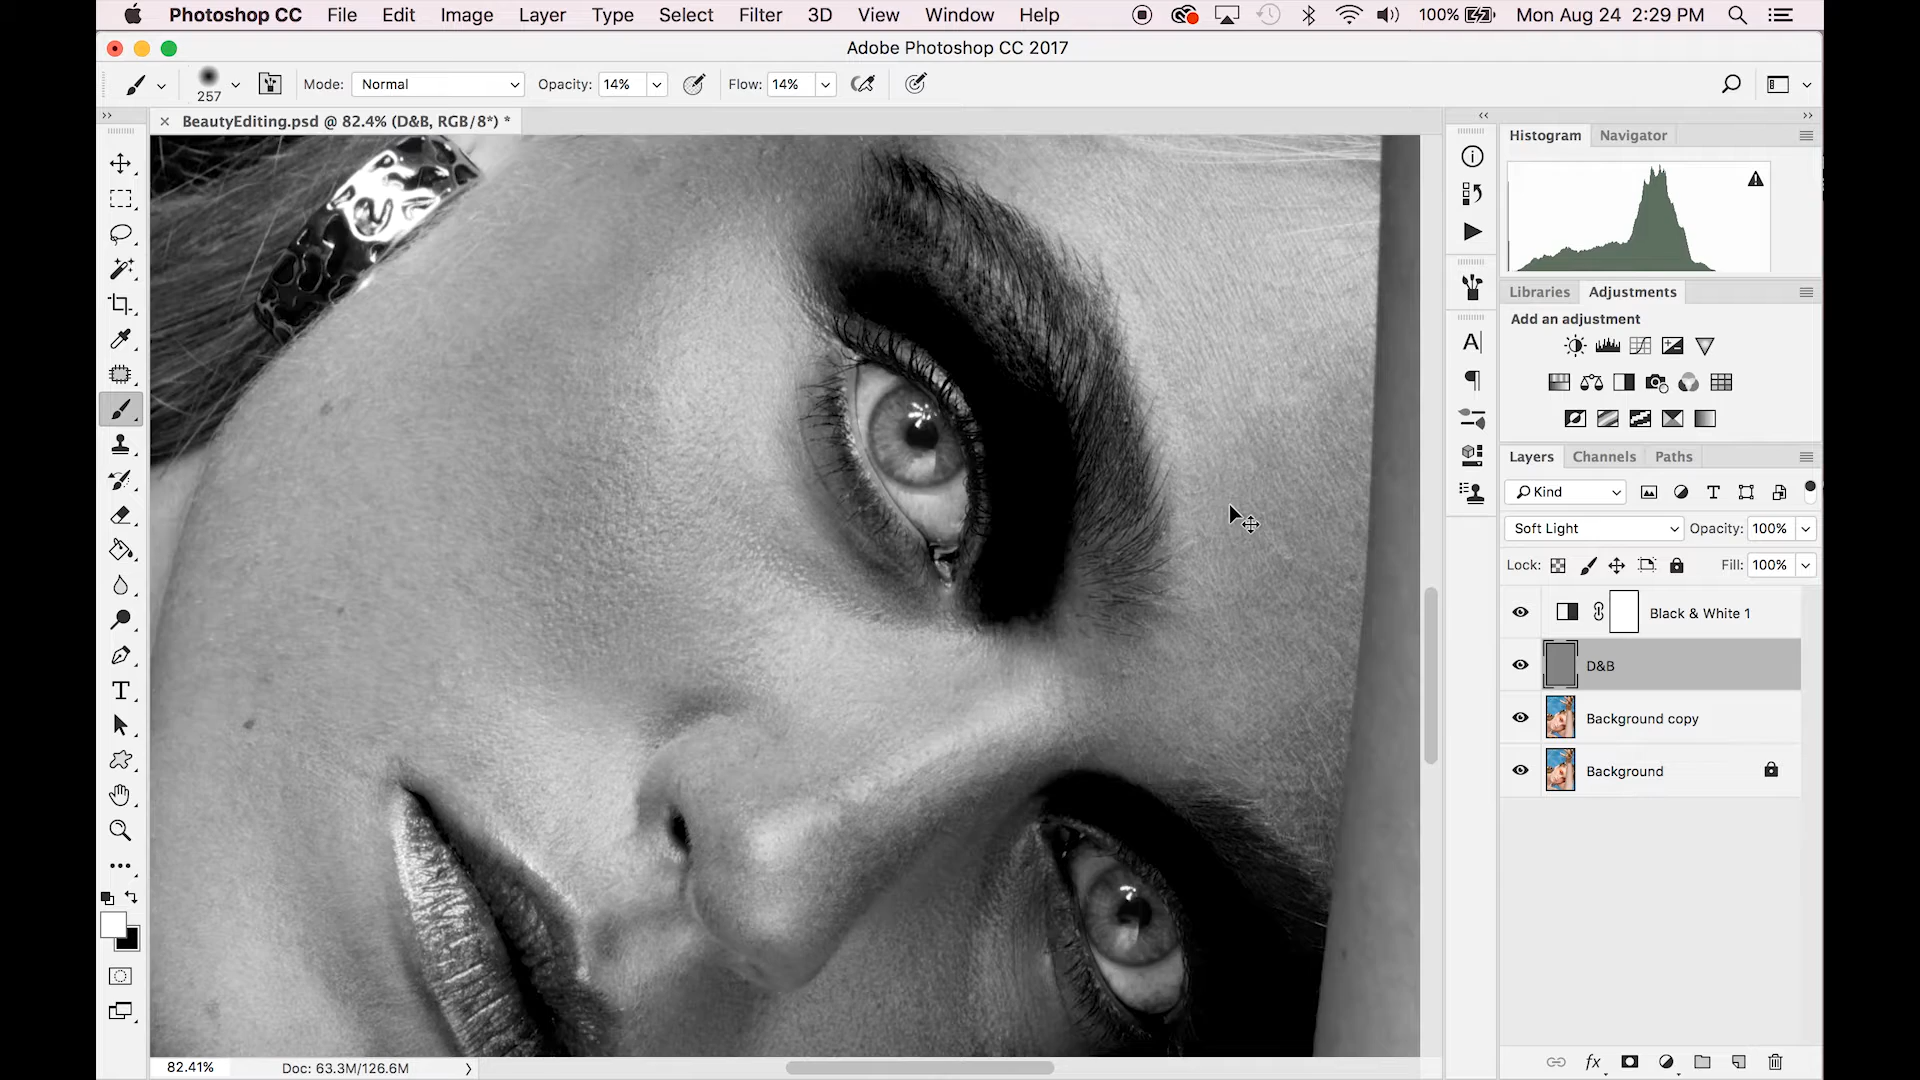 Photoshop CC File Edit Image Layer Type Select Filter 3D View Window Help 100% Mon Aug 24 2:29 PM
Adobe Photoshop CC 2017
257 Mode: Normal Opacity: 14% Flow: 14%
BeautyEditing.psd @ 82.4% (D&B, RGB/8*) *
Histogram Navigator
Libraries Adjustments
Add an adjustment
Layers Channels Paths
Kind
Soft Light Opacity: 100%
Lock: Fill: 100%
Black & White 1
D&B
Background copy
Background
82.41% Doc: 63.3M/126.6M